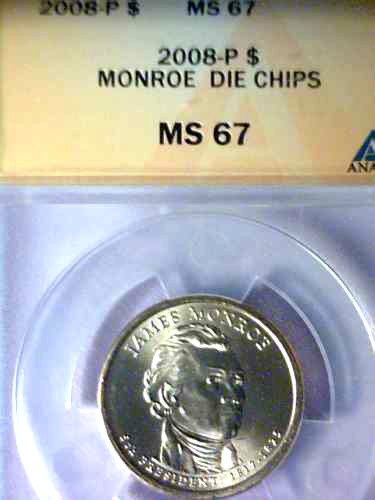 2008-P $ MS 67
2008-P $
MONROE DIE CHIPS
MS 67
ANA
JAMES MONROE
5th PRESIDENT 1817-1825